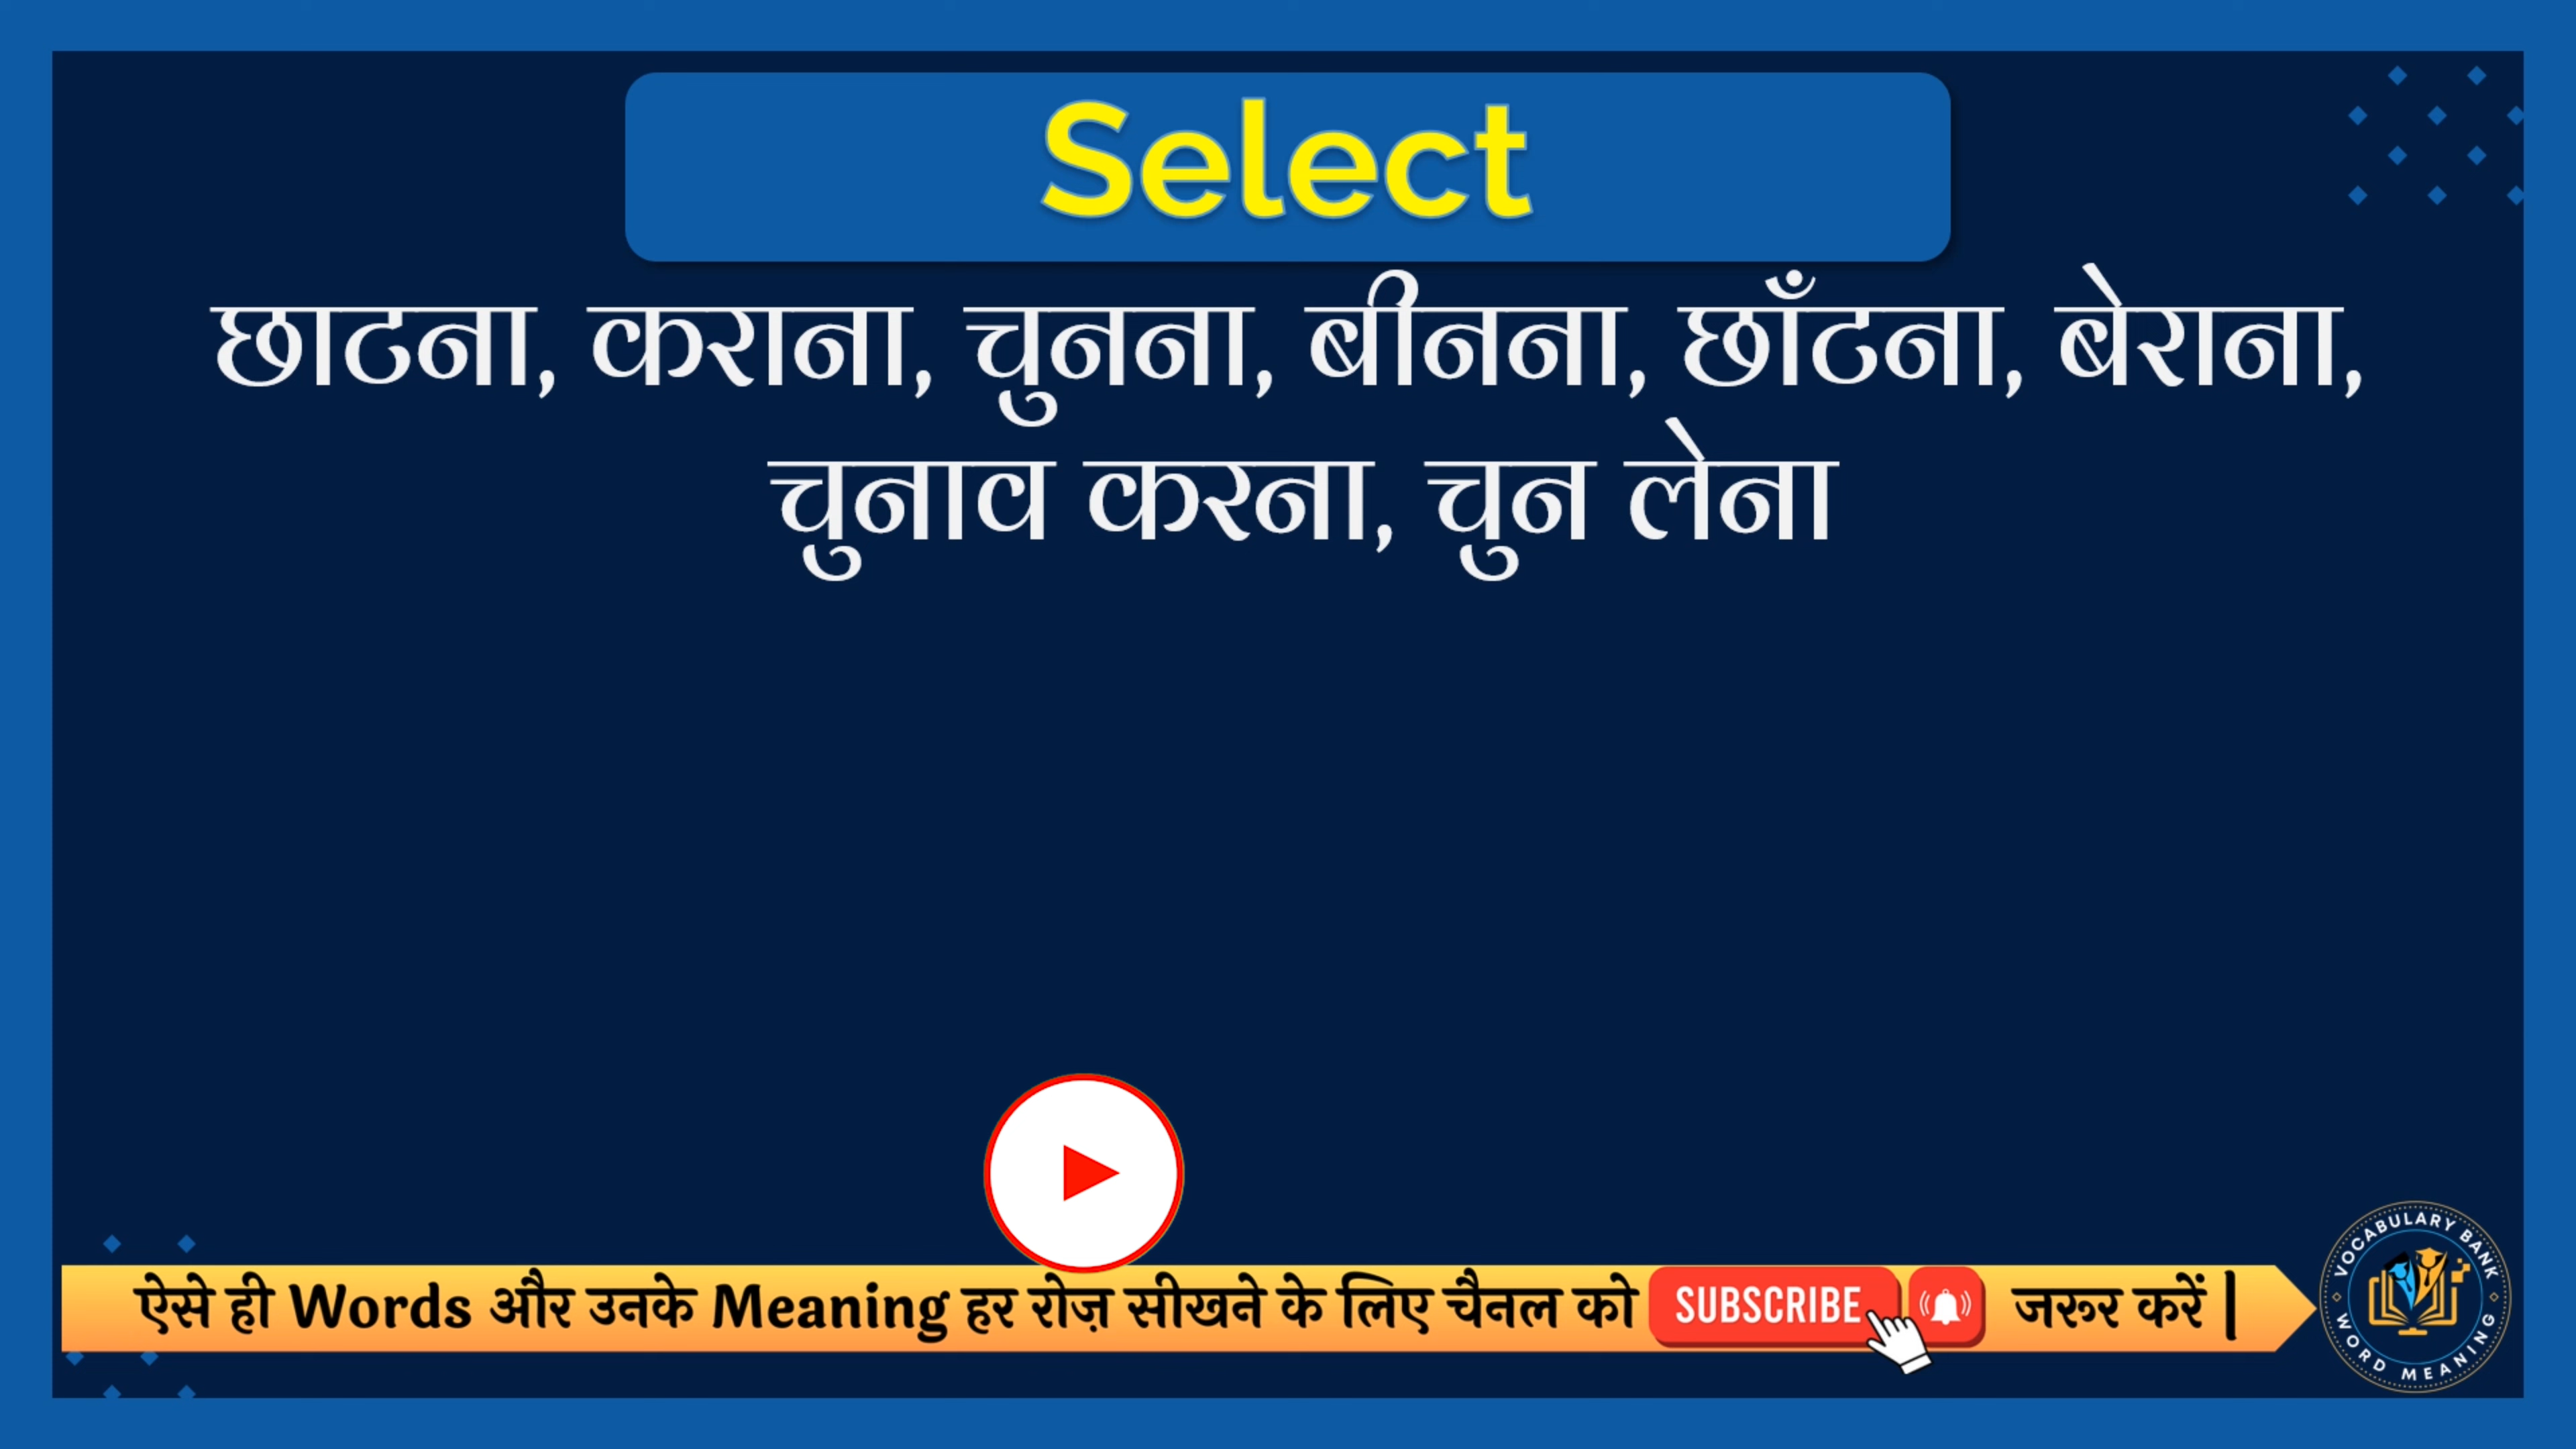 Select
छाटना, कराना, चुनना, बीनना, छाँटना, बेराना,
चुनाव करना, चुन लेना
ऐसे ही Words और उनके Meaning हर रोज़ सीखने के लिए चैनल को SUBSCRIBE जरूर करें |
VOCABULARY BANK
WORD MEANING